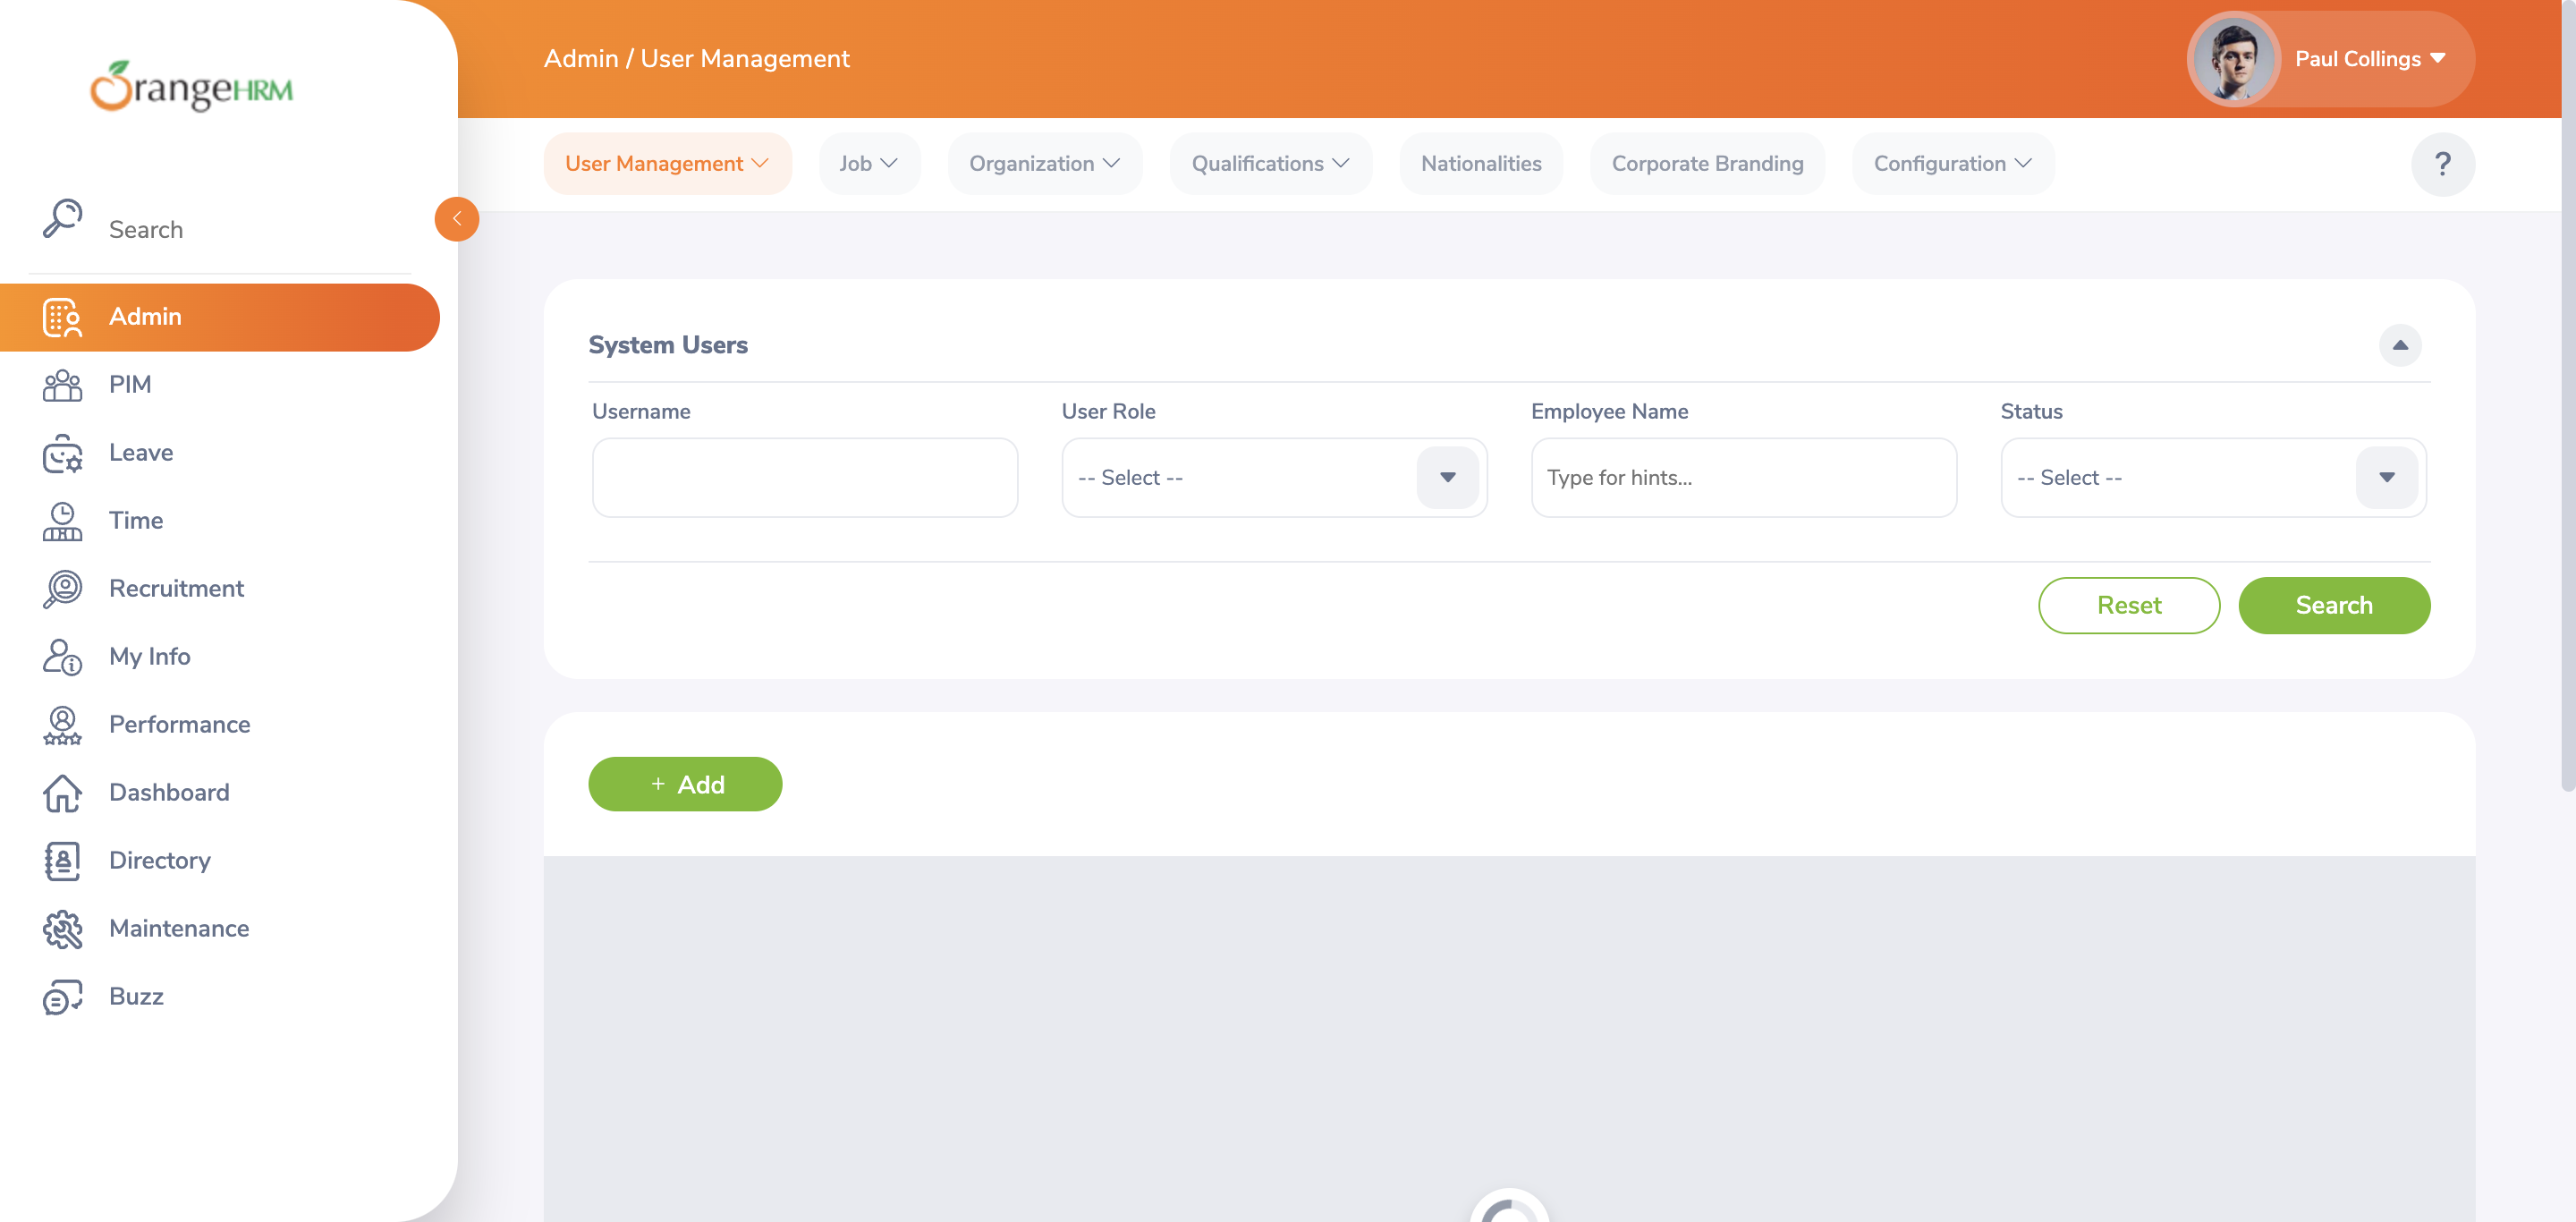 OrangeHRM
Search
Admin
PIM
Leave
Time
Recruitment
My Info
Performance
Dashboard
Directory
Maintenance
Buzz
Admin / User Management
Paul Collings
User Management
Job
Organization
Qualifications
Nationalities
Corporate Branding
Configuration
?
System Users
Username
User Role
Employee Name
Status
-- Select --
Type for hints...
-- Select --
Reset
Search
+ Add